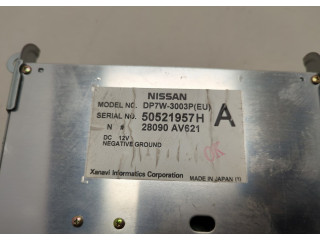 NISSAN
MODEL NO. DP7W-3003P(EU)
SERIAL NO. 50521957H A
N # 28090 AV621
DC 12V
NEGATIVE GROUND
Xanavi Informatics Corporation MADE IN JAPAN (1)